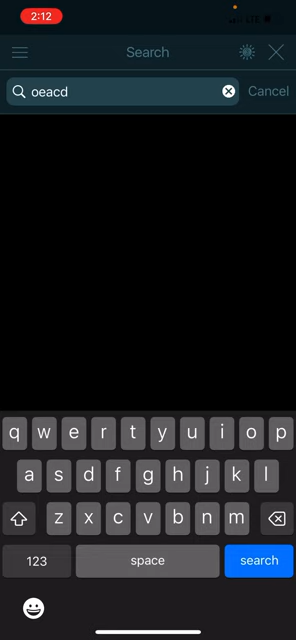 2:12
LTE
Search
oeacd
Cancel
q w e r t y u i o p
a s d f g h j k l
z x c v b n m
123 space search